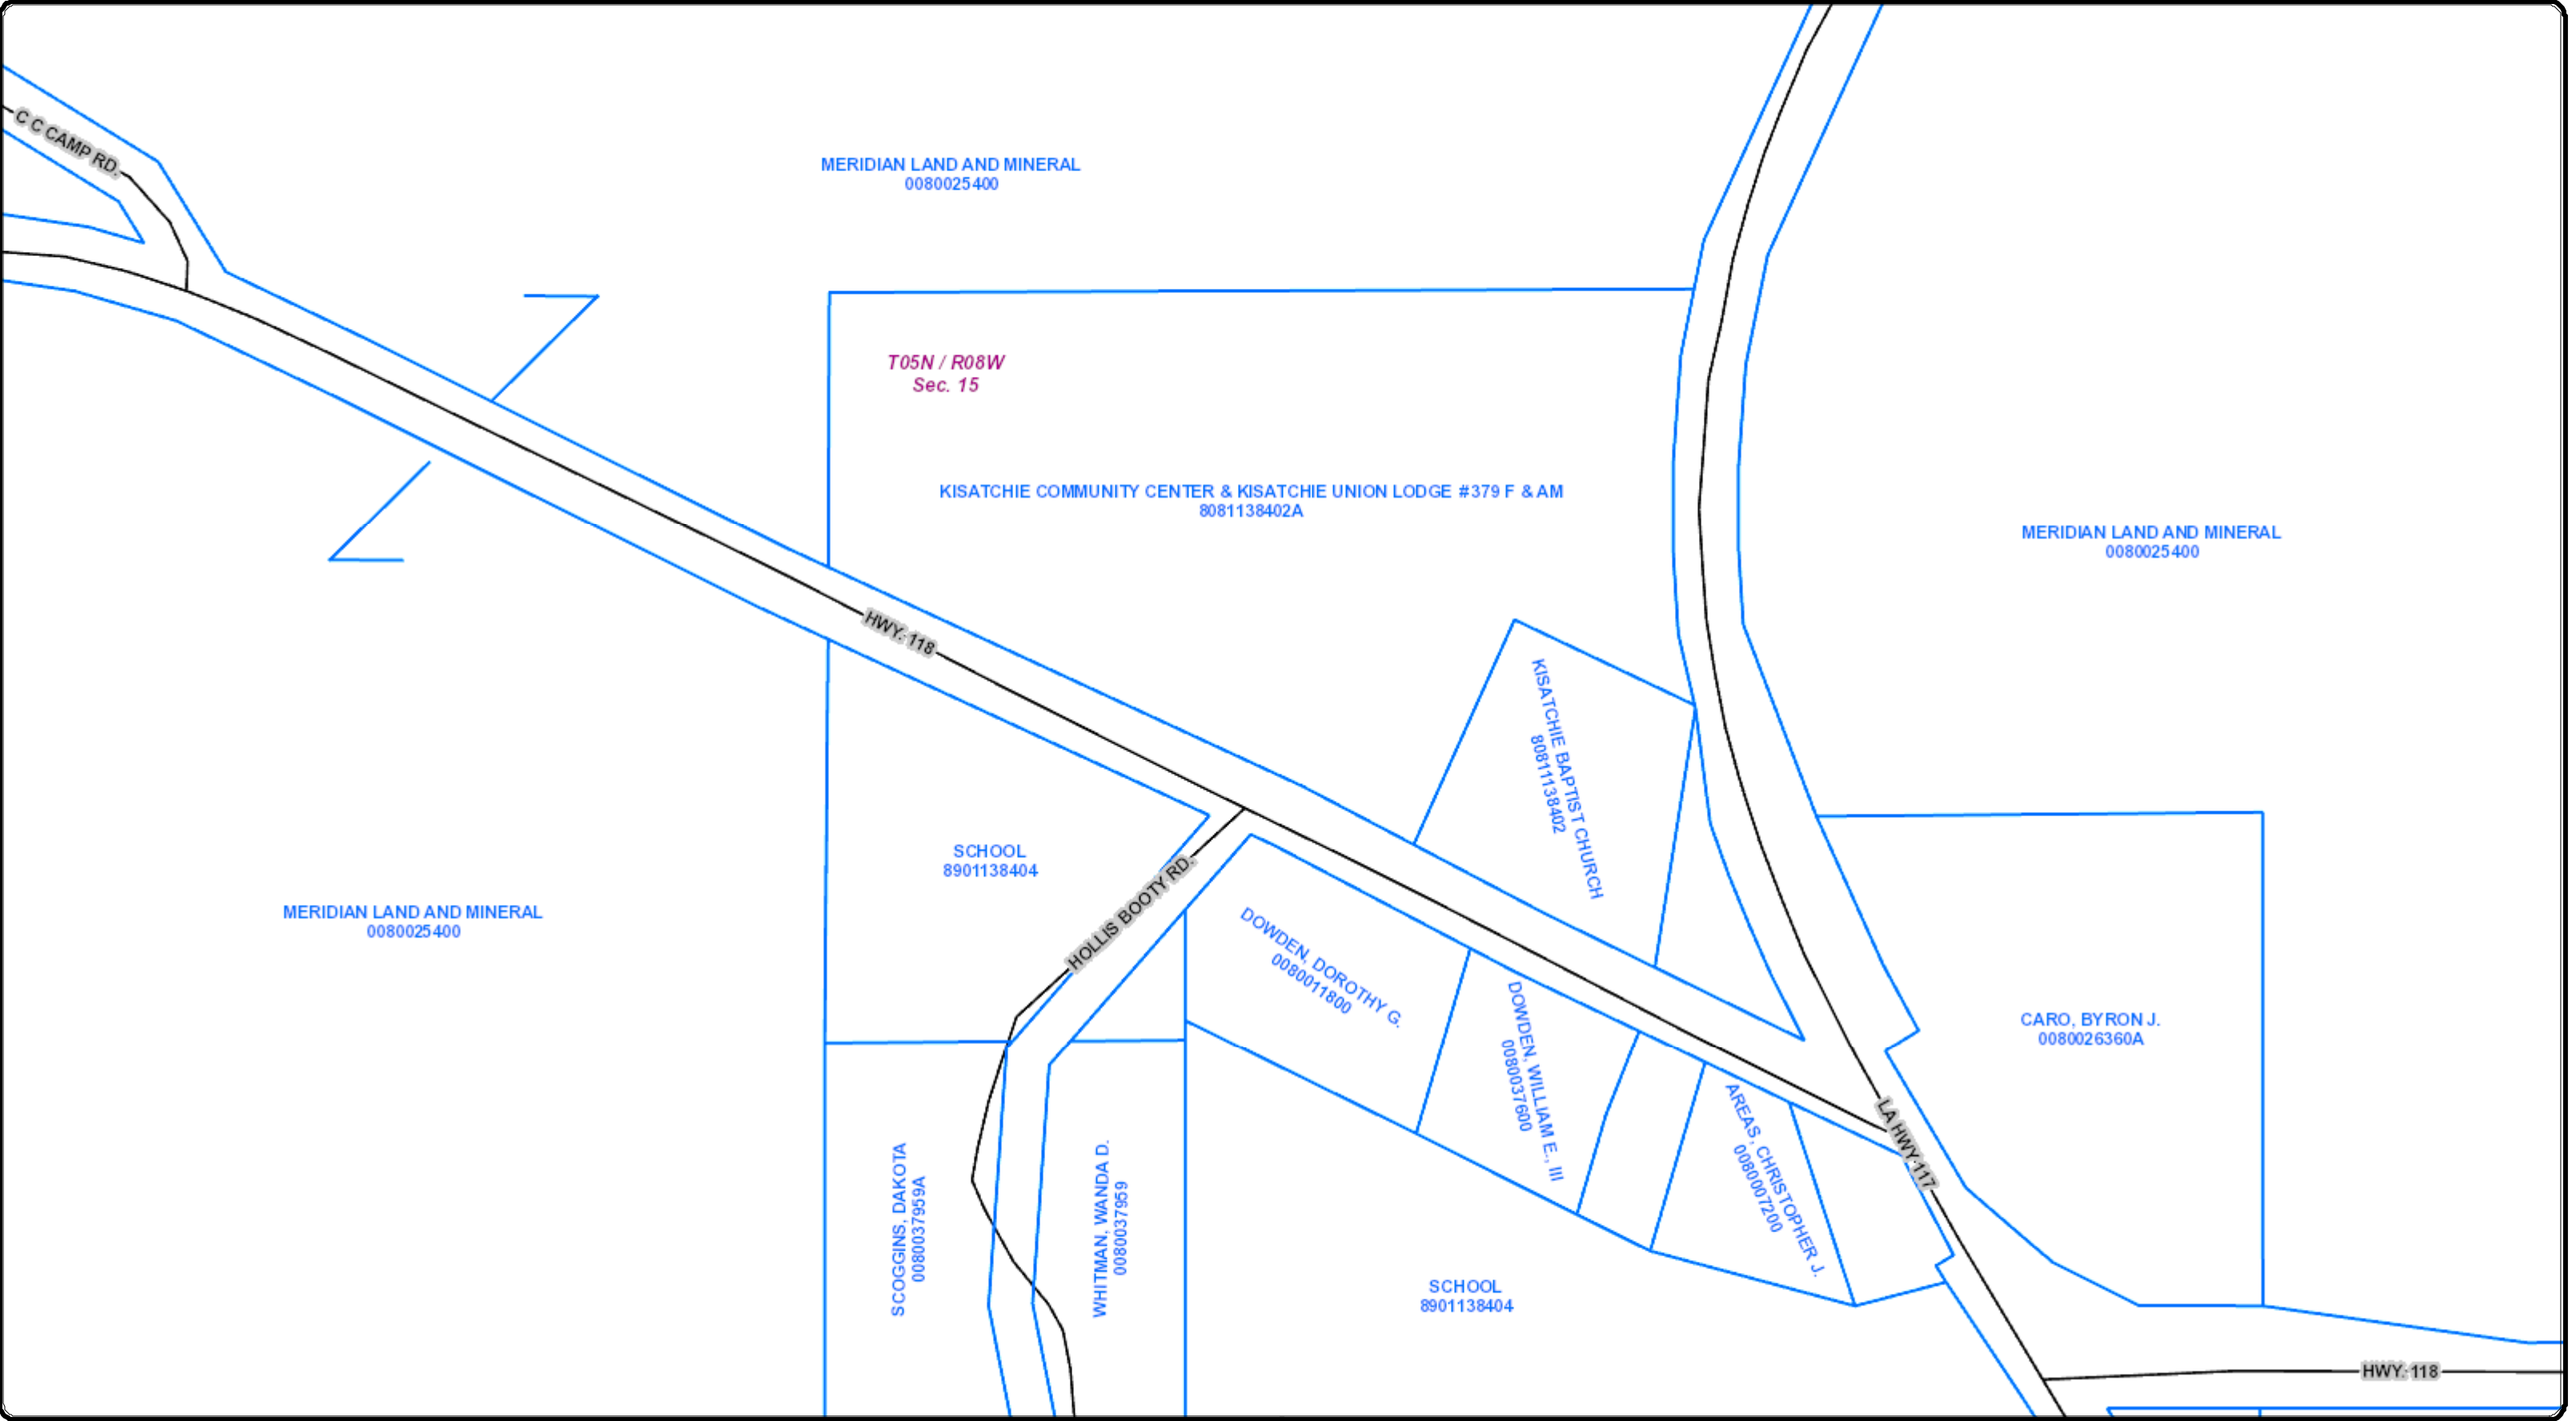 C C CAMP RD.
MERIDIAN LAND AND MINERAL
0080025400
T05N / R08W
Sec. 15
KISATCHIE COMMUNITY CENTER & KISATCHIE UNION LODGE #379 F & AM
8081138402A
MERIDIAN LAND AND MINERAL
0080025400
HWY. 118
KISATCHIE BAPTIST CHURCH
8081138402
SCHOOL
8901138404
HOLLIS BOOTY RD.
MERIDIAN LAND AND MINERAL
0080025400
DOWDEN, DOROTHY G.
0080011800
DOWDEN, WILLIAM E., III
0080037600
CARO, BYRON J.
0080026360A
AREAS, CHRISTOPHER J.
0080007200
LA HWY 117
SCOGGINS, DAKOTA
0080037959A
WHITMAN, WANDA D.
0080037959
SCHOOL
8901138404
HWY. 118